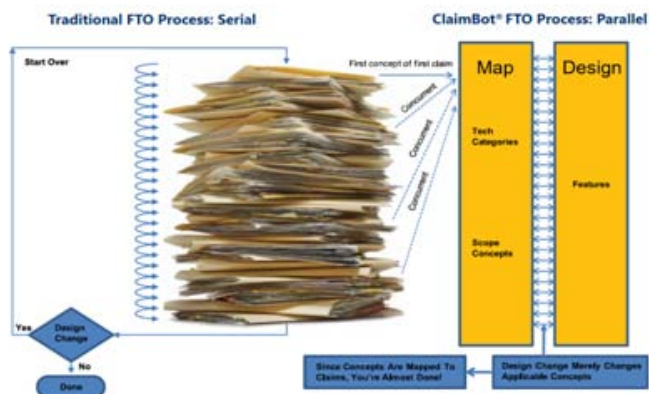 Traditional FTO Process: Serial
ClaimBot® FTO Process: Parallel
Start Over
First concept of first claim
Concurrent
Concurrent
Concurrent
Map
Design
Tech
Categories
Features
Scope
Concepts
Yes
Design
Change
No
Done
Since Concepts Are Mapped To
Claims, You're Almost Done!
Design Change Merely Changes
Applicable Concepts